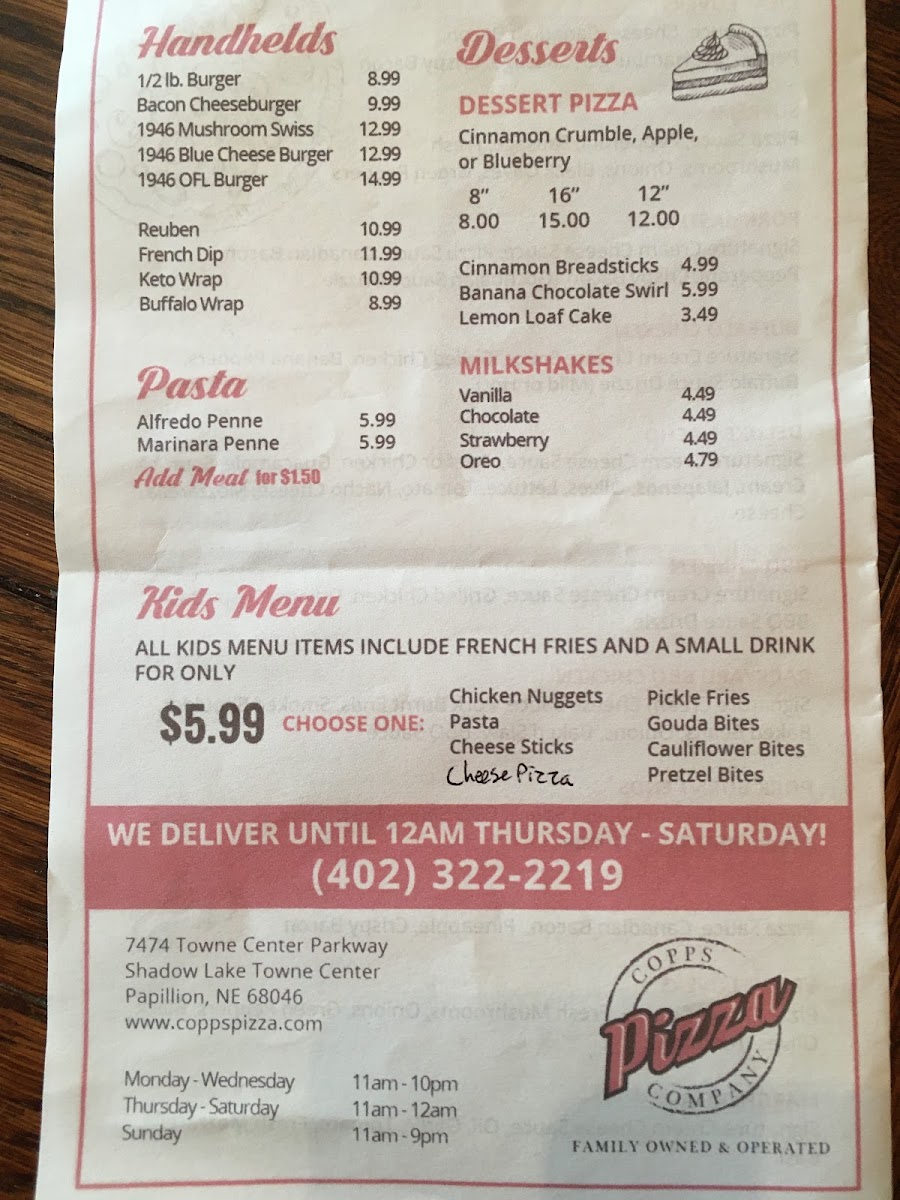 Handhelds
1/2 lb. Burger 8.99
Bacon Cheeseburger 9.99
1946 Mushroom Swiss 12.99
1946 Blue Cheese Burger 12.99
1946 OFL Burger 14.99
Reuben 10.99
French Dip 11.99
Keto Wrap 10.99
Buffalo Wrap 8.99
Pasta
Alfredo Penne 5.99
Marinara Penne 5.99
Add Meat for $1.50
Desserts
DESSERT PIZZA
Cinnamon Crumble, Apple,
or Blueberry
8" 16" 12"
8.00 15.00 12.00
Cinnamon Breadsticks 4.99
Banana Chocolate Swirl 5.99
Lemon Loaf Cake 3.49
MILKSHAKES
Vanilla 4.49
Chocolate 4.49
Strawberry 4.49
Oreo 4.79
Kids Menu
ALL KIDS MENU ITEMS INCLUDE FRENCH FRIES AND A SMALL DRINK
FOR ONLY
$5.99 CHOOSE ONE:
Chicken Nuggets
Pasta
Cheese Sticks
Cheese Pizza
Pickle Fries
Gouda Bites
Cauliflower Bites
Pretzel Bites
WE DELIVER UNTIL 12AM THURSDAY - SATURDAY!
(402) 322-2219
7474 Towne Center Parkway
Shadow Lake Towne Center
Papillion, NE 68046
www.coppspizza.com
Monday - Wednesday 11am - 10pm
Thursday - Saturday 11am - 12am
Sunday 11am - 9pm
COPPS
Pizza
COMPANY
FAMILY OWNED & OPERATED